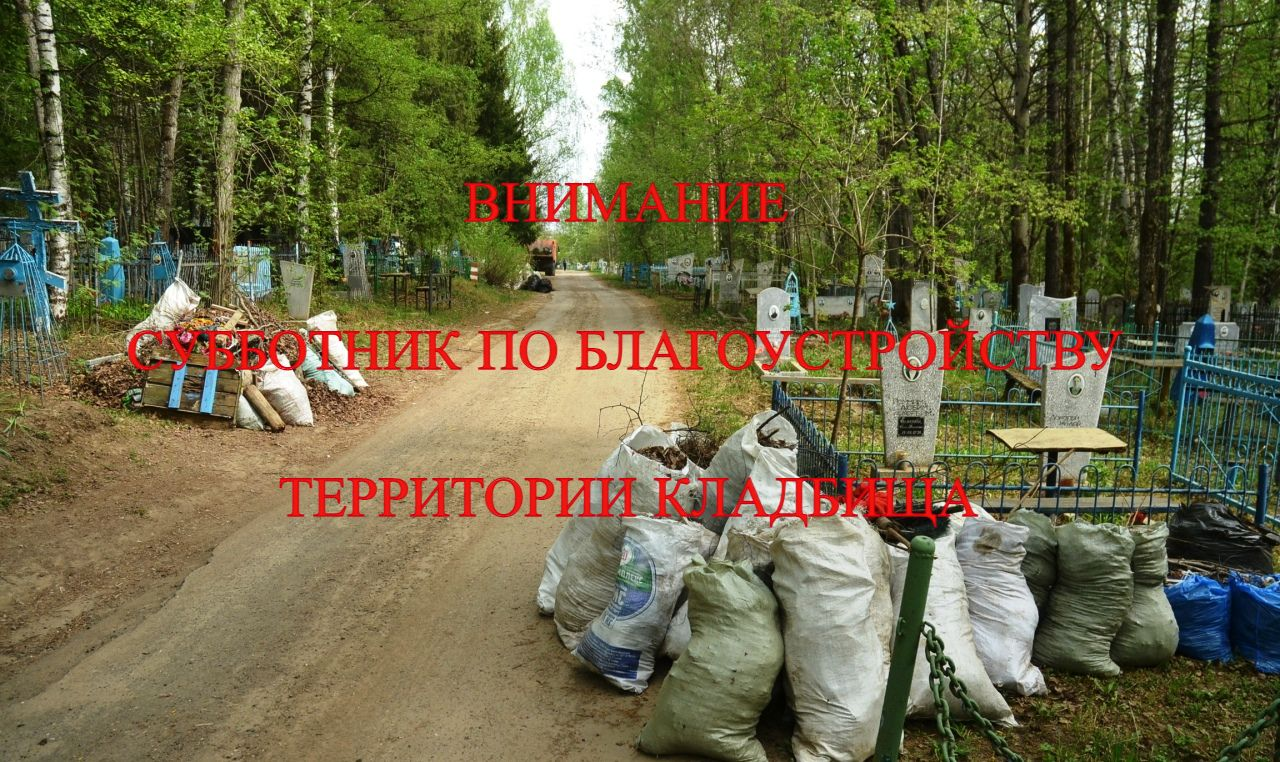 ВНИМАНИЕ
СУББОТНИК ПО БЛАГОУСТРОЙСТВУ
ТЕРРИТОРИИ КЛАДБИЩА